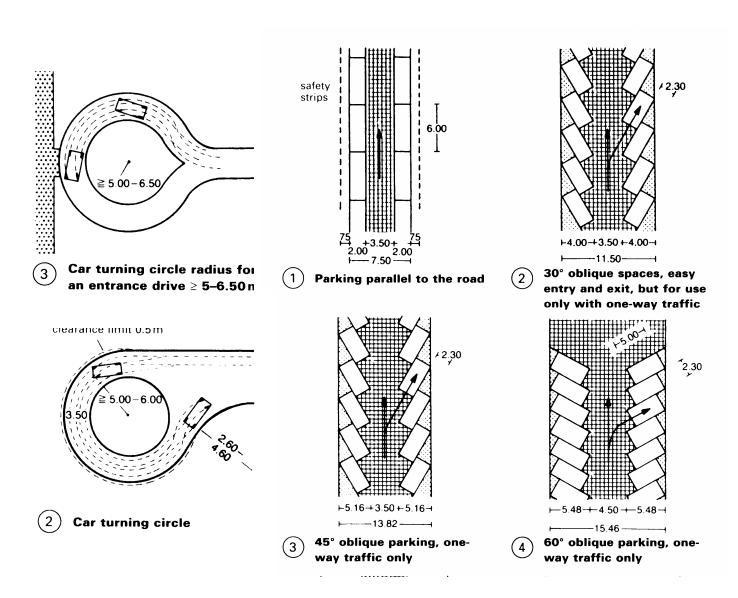 ≧ 5.00–6.50
3 Car turning circle radius for
an entrance drive ≥ 5–6.50 m
clearance limit 0.5 m
≧ 5.00–6.00
3.50
2.60–
4.60
2 Car turning circle
safety
strips
6.00
75 3.50 75
2.00 2.00
7.50
1 Parking parallel to the road
2.30
4.00 3.50 4.00
11.50
2 30° oblique spaces, easy
entry and exit, but for use
only with one-way traffic
2.30
5.16 3.50 5.16
13.82
3 45° oblique parking, one-
way traffic only
5.00
2.30
5.48 4.50 5.48
15.46
4 60° oblique parking, one-
way traffic only